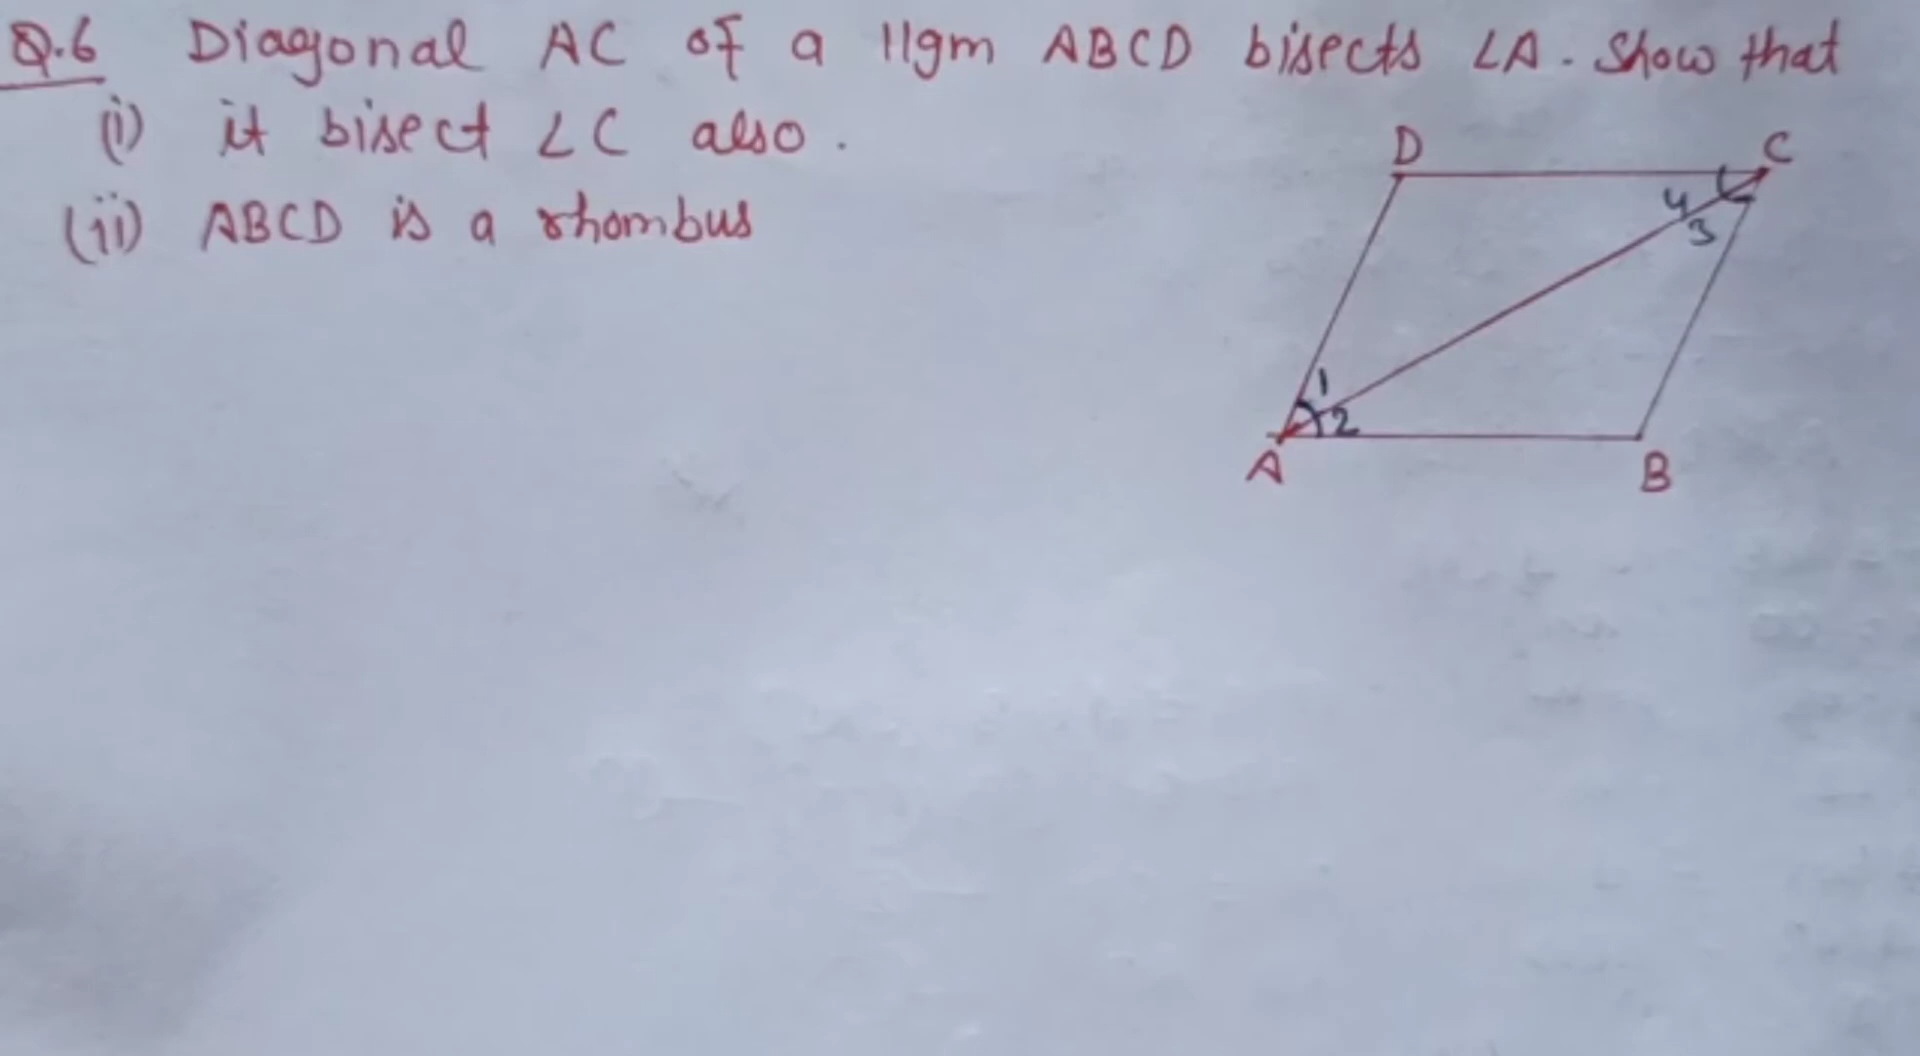 Q.6 Diagonal AC of a ||gm ABCD bisects ∠A. Show that
(i) it bisect ∠C also.
(ii) ABCD is a rhombus
D C
4
3
1
2
A B